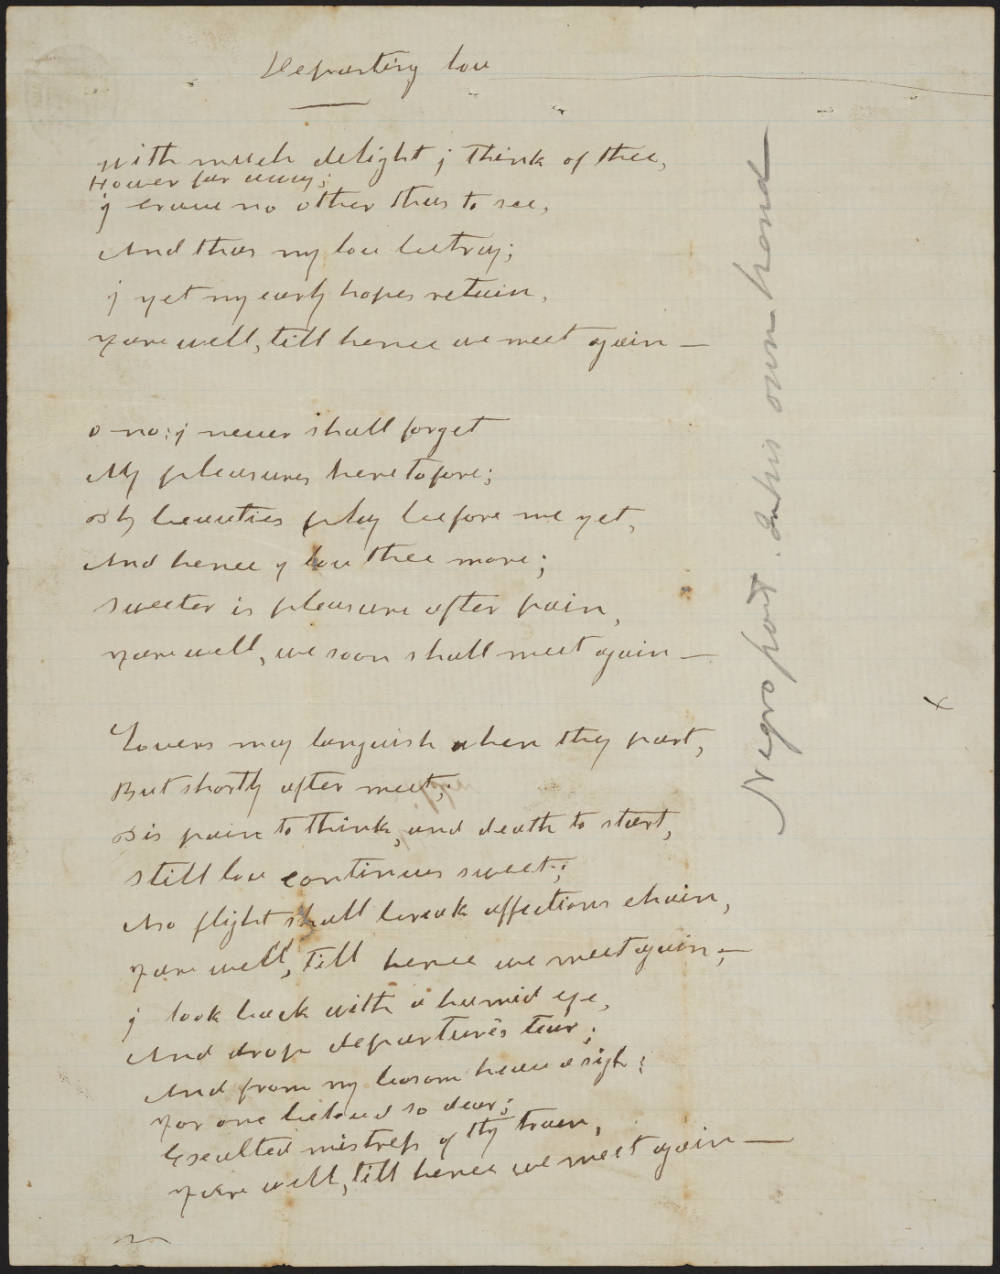 Departing love
With much delight j think of thee,
Hower far away;
j crave no other thus to see,
And thus my love betray;
j yet my early hopes retain,
Farewell, till hence we meet again —
O no; j never shall forget
My pleasures heretofore;
By beauties play before me yet,
And hence j love thee more;
Sweeter is pleasure after pain,
Farewell, we soon shall meet again —
Lovers may languish when they part,
But shortly after meet;
Dis pain to think, and death to start,
Still love continues sweet;
No flight shall break affections chain,
Farewell, till hence we meet again, —
j look back with a humid eye,
And drop departure's tear;
And from my bosom heave a sigh;
For one beloved so dear;
Exalted mistress of thy train,
Farewell, till hence we meet again —
Negro poet. In his own hand
x